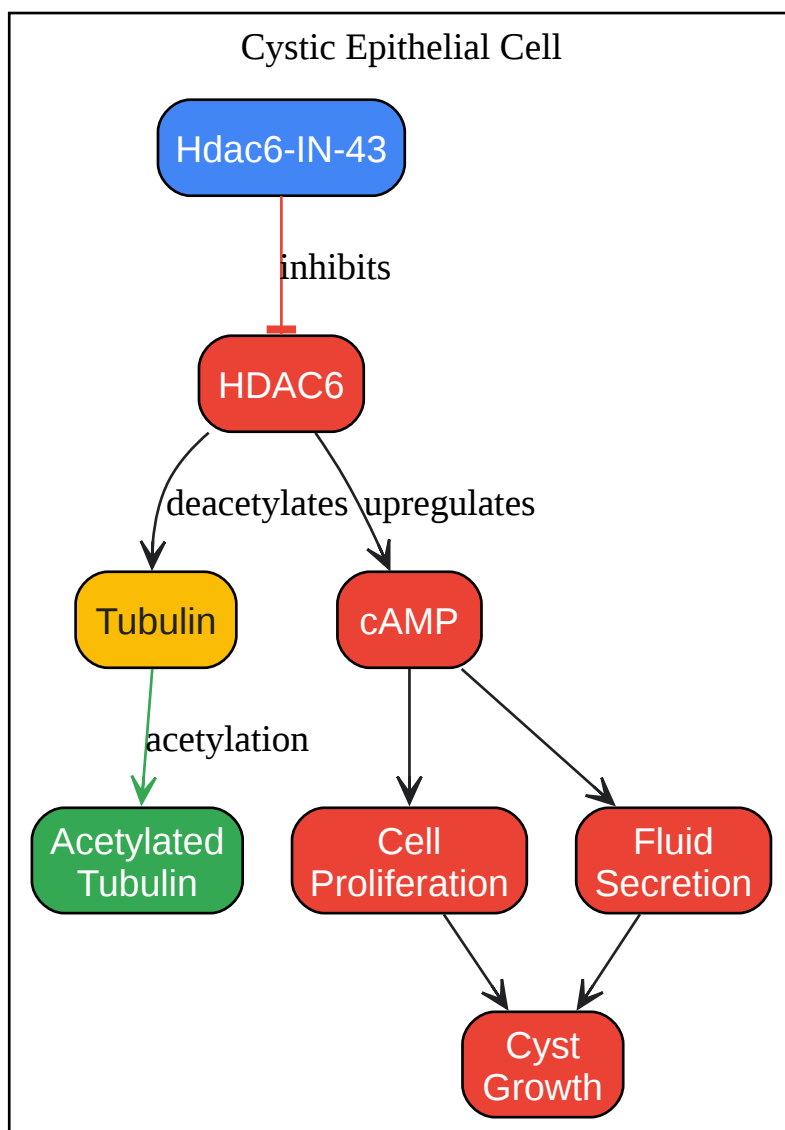 Cystic Epithelial Cell
Hdac6-IN-43
inhibits
HDAC6
deacetylates
upregulates
Tubulin
cAMP
acetylation
Acetylated
Tubulin
Cell
Proliferation
Fluid
Secretion
Cyst
Growth